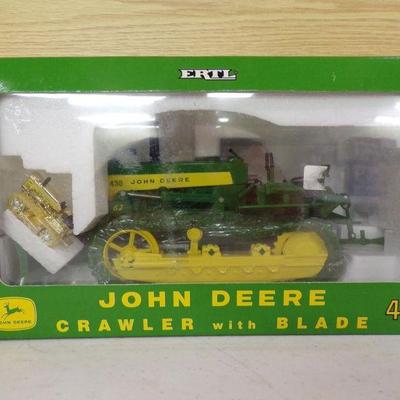 ERTL
430 JOHN DEERE
JOHN DEERE
CRAWLER with BLADE
4
JOHN DEERE